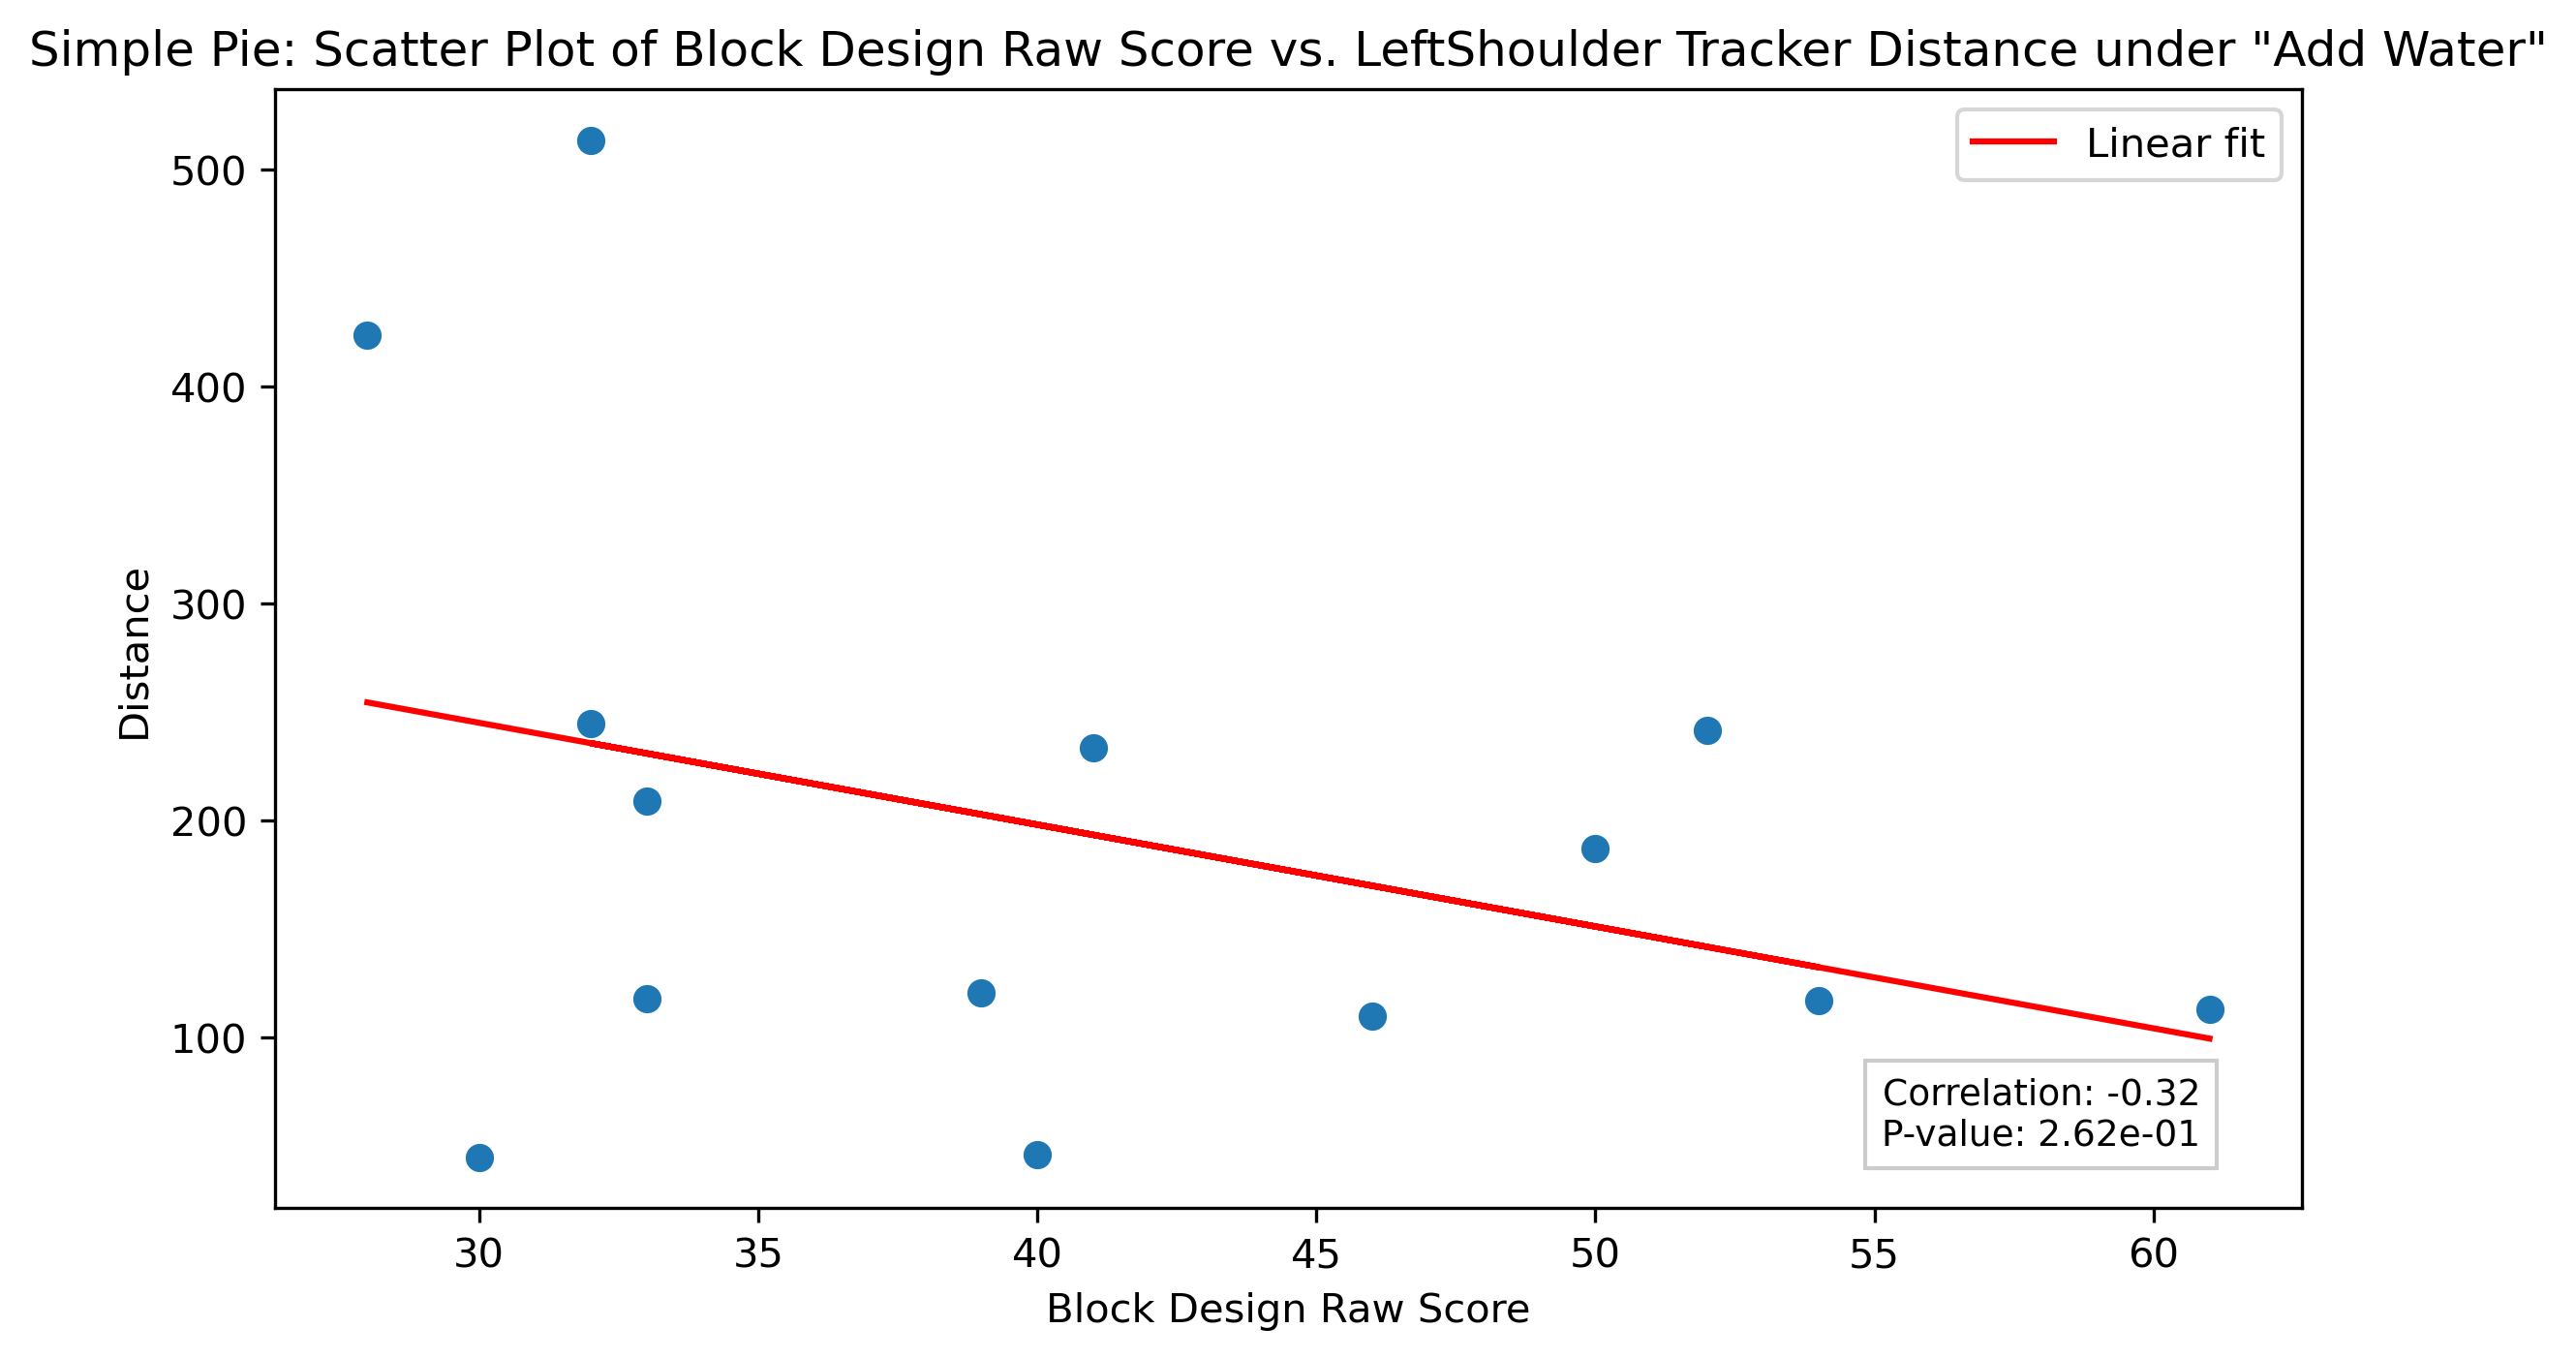 Simple Pie: Scatter Plot of Block Design Raw Score vs. LeftShoulder Tracker Distance under "Add Water"
Linear fit
500
400
300
200
100
Distance
Correlation: -0.32
P-value: 2.62e-01
30 35 40 45 50 55 60
Block Design Raw Score